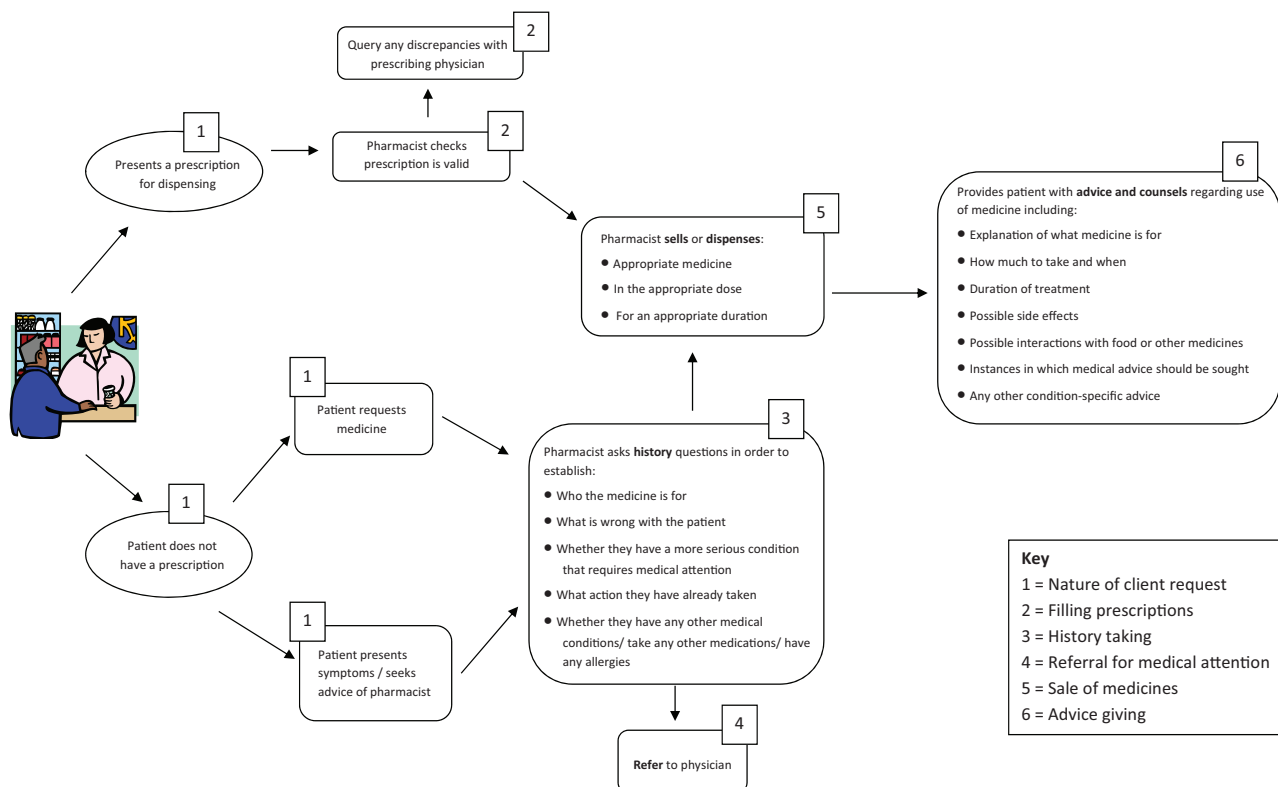 2
Query any discrepancies with
prescribing physician
1
Presents a prescription
for dispensing
2
Pharmacist checks
prescription is valid
5
Pharmacist sells or dispenses:
● Appropriate medicine
● In the appropriate dose
● For an appropriate duration
6
Provides patient with advice and counsels regarding use
of medicine including:
● Explanation of what medicine is for
● How much to take and when
● Duration of treatment
● Possible side effects
● Possible interactions with food or other medicines
● Instances in which medical advice should be sought
● Any other condition-specific advice
1
Patient requests
medicine
1
Patient does not
have a prescription
1
Patient presents
symptoms / seeks
advice of pharmacist
3
Pharmacist asks history questions in order to
establish:
● Who the medicine is for
● What is wrong with the patient
● Whether they have a more serious condition
that requires medical attention
● What action they have already taken
● Whether they have any other medical
conditions/ take any other medications/ have
any allergies
4
Refer to physician
Key
1 = Nature of client request
2 = Filling prescriptions
3 = History taking
4 = Referral for medical attention
5 = Sale of medicines
6 = Advice giving